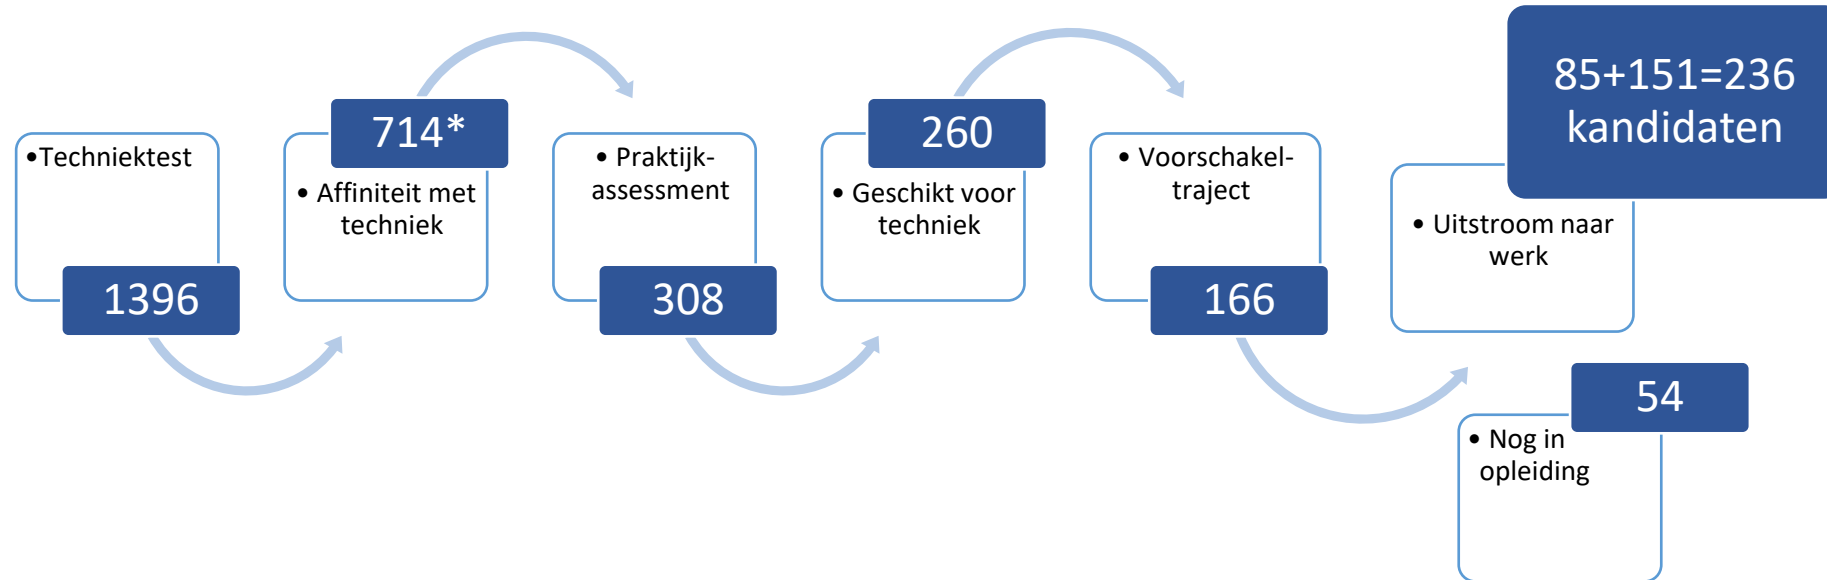 •Techniektest
1396
714*
• Affiniteit met
techniek
• Praktijk-
assessment
308
260
• Geschikt voor
techniek
• Voorschakel-
traject
166
85+151=236
kandidaten
• Uitstroom naar
werk
54
• Nog in
opleiding